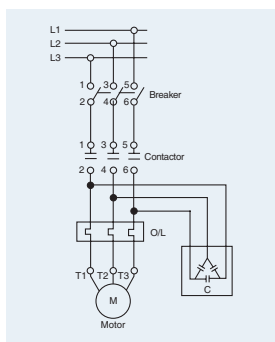 L1
L2
L3
1 3 5
2 4 6 Breaker
1 3 5
2 4 6 Contactor
O/L
T1 T2 T3
M
C
Motor